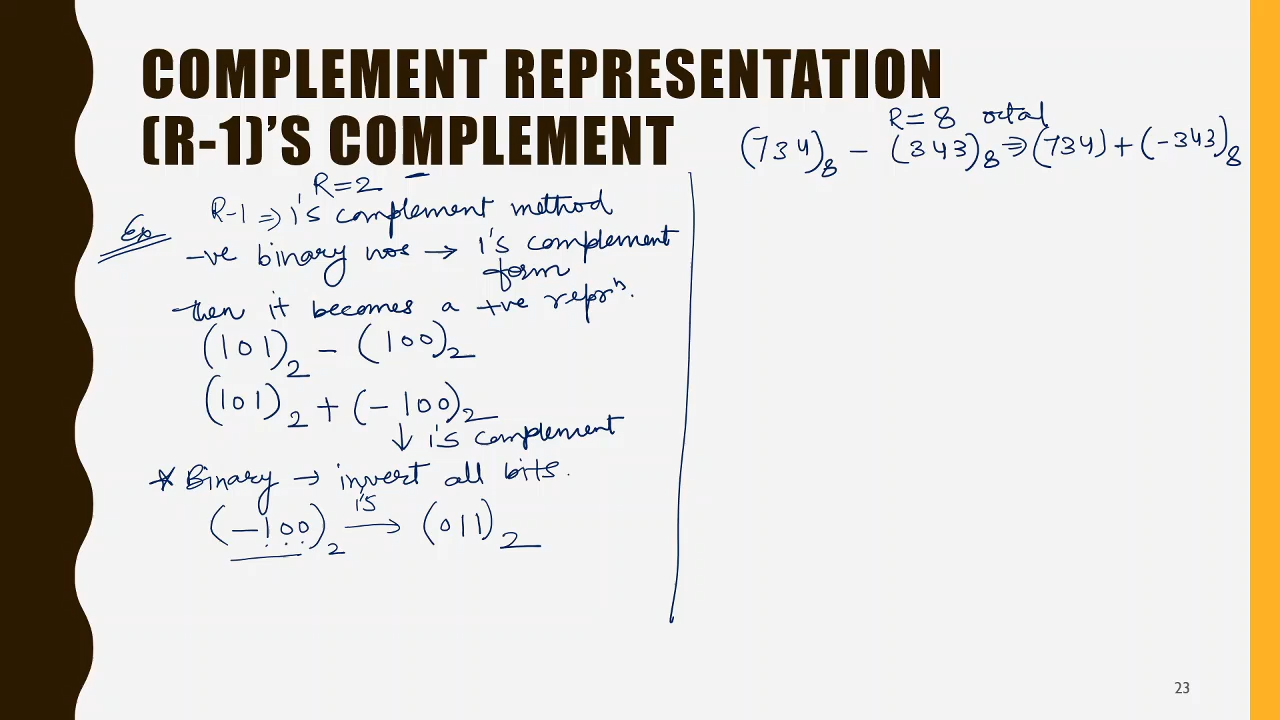 COMPLEMENT REPRESENTATION
(R-1)'S COMPLEMENT
R=2
Ex
R-1 ⇒ 1's complement method
-ve binary nos → 1's complement
form
then it becomes a +ve reprⁿ.
(101)₂ - (100)₂
(101)₂ + (-100)₂
↓ 1's complement
* Binary → invert all bits.
(-100)₂ 1's → (011)₂
R=8 octal
(734)₈ - (343)₈ ⇒ (734) + (-343)₈
23